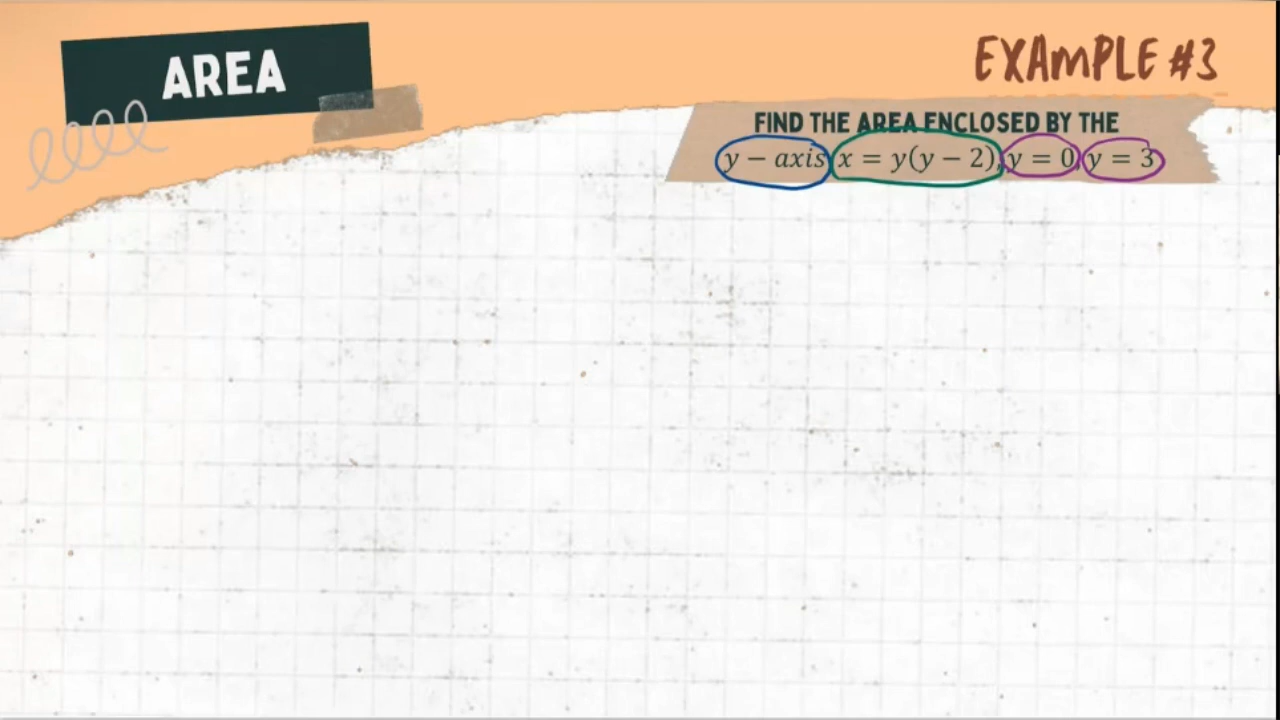 AREA
EXAMPLE #3
FIND THE AREA ENCLOSED BY THE
y − axis, x = y(y − 2), y = 0, y = 3